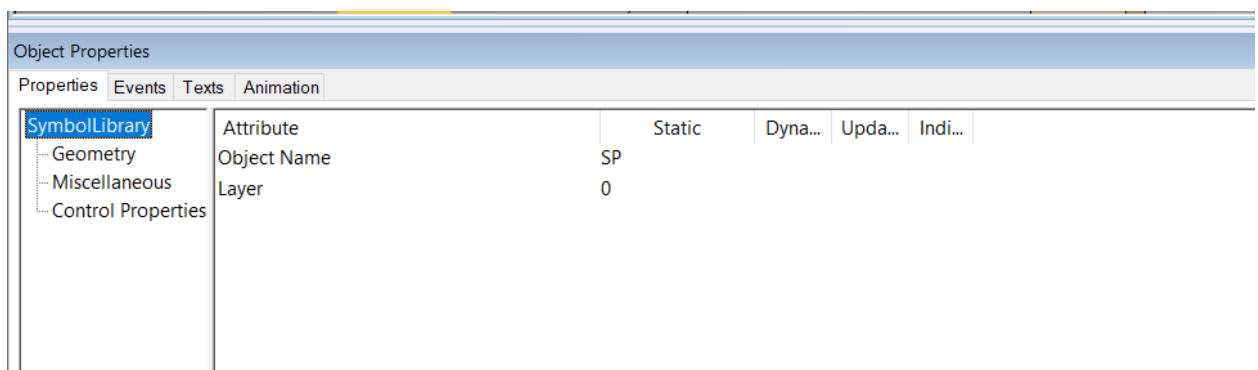 Object Properties
Properties Events Texts Animation
SymbolLibrary
Geometry
Miscellaneous
Control Properties
Attribute Static Dyna... Upda... Indi...
Object Name SP
Layer 0